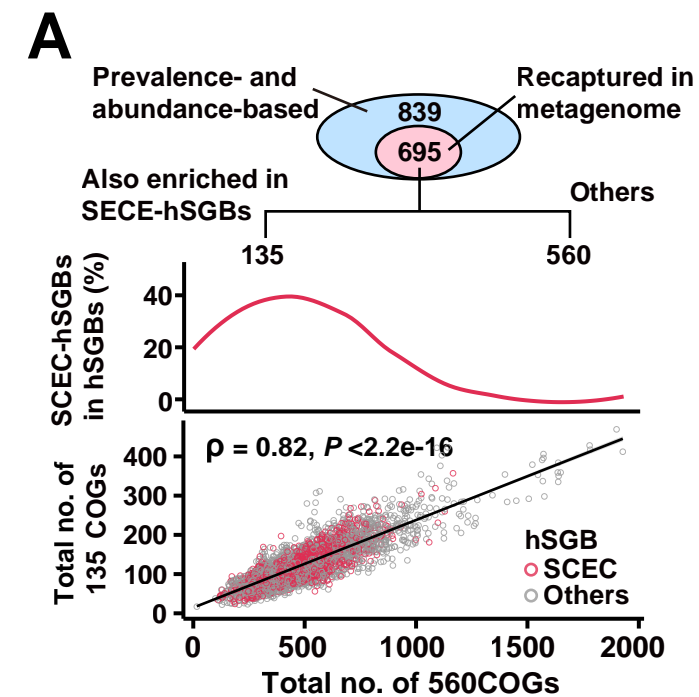 A
Prevalence- and
abundance-based
839
Recaptured in
metagenome
695
Also enriched in
SECE-hSGBs
Others
135
560
SCEC-hSGBs
in hSGBs (%)
40
20
0
ρ = 0.82, P <2.2e-16
Total no. of
135 COGs
400
300
200
100
0
hSGB
SCEC
Others
0
500
1000
1500
2000
Total no. of 560COGs